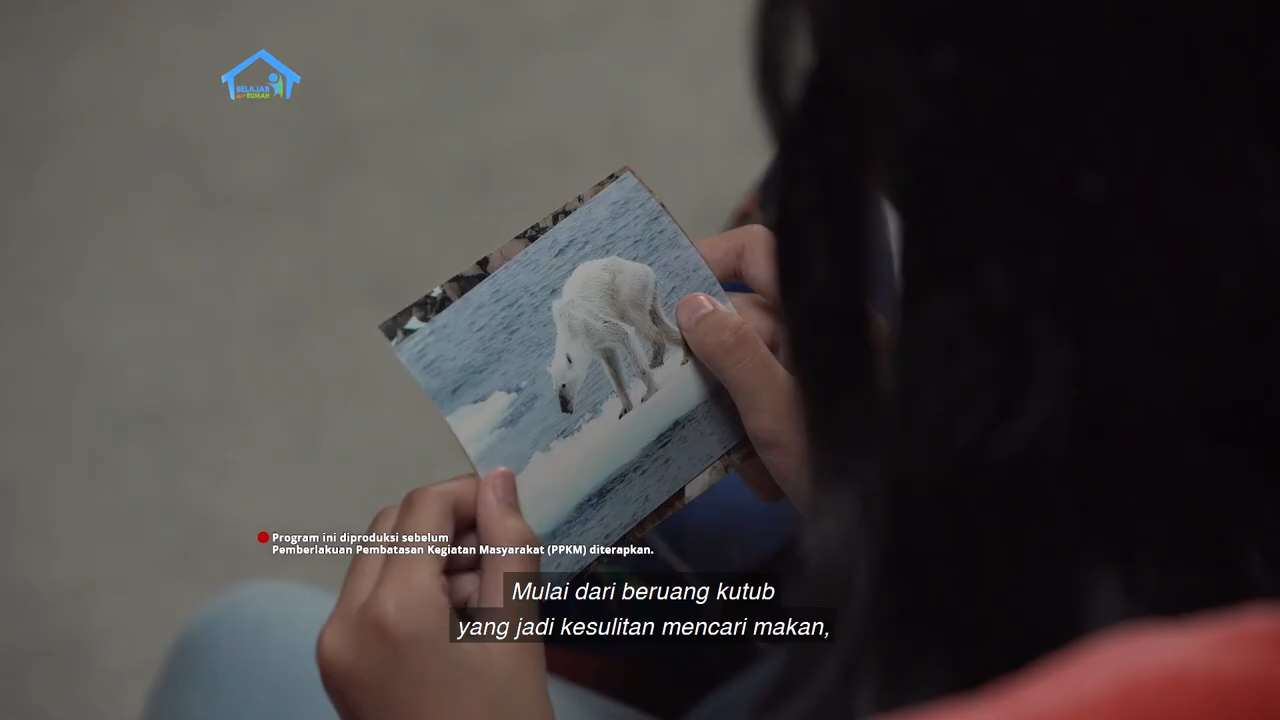 BELAJAR
dari RUMAH
Program ini diproduksi sebelum
Pemberlakuan Pembatasan Kegiatan Masyarakat (PPKM) diterapkan.
Mulai dari beruang kutub
yang jadi kesulitan mencari makan,